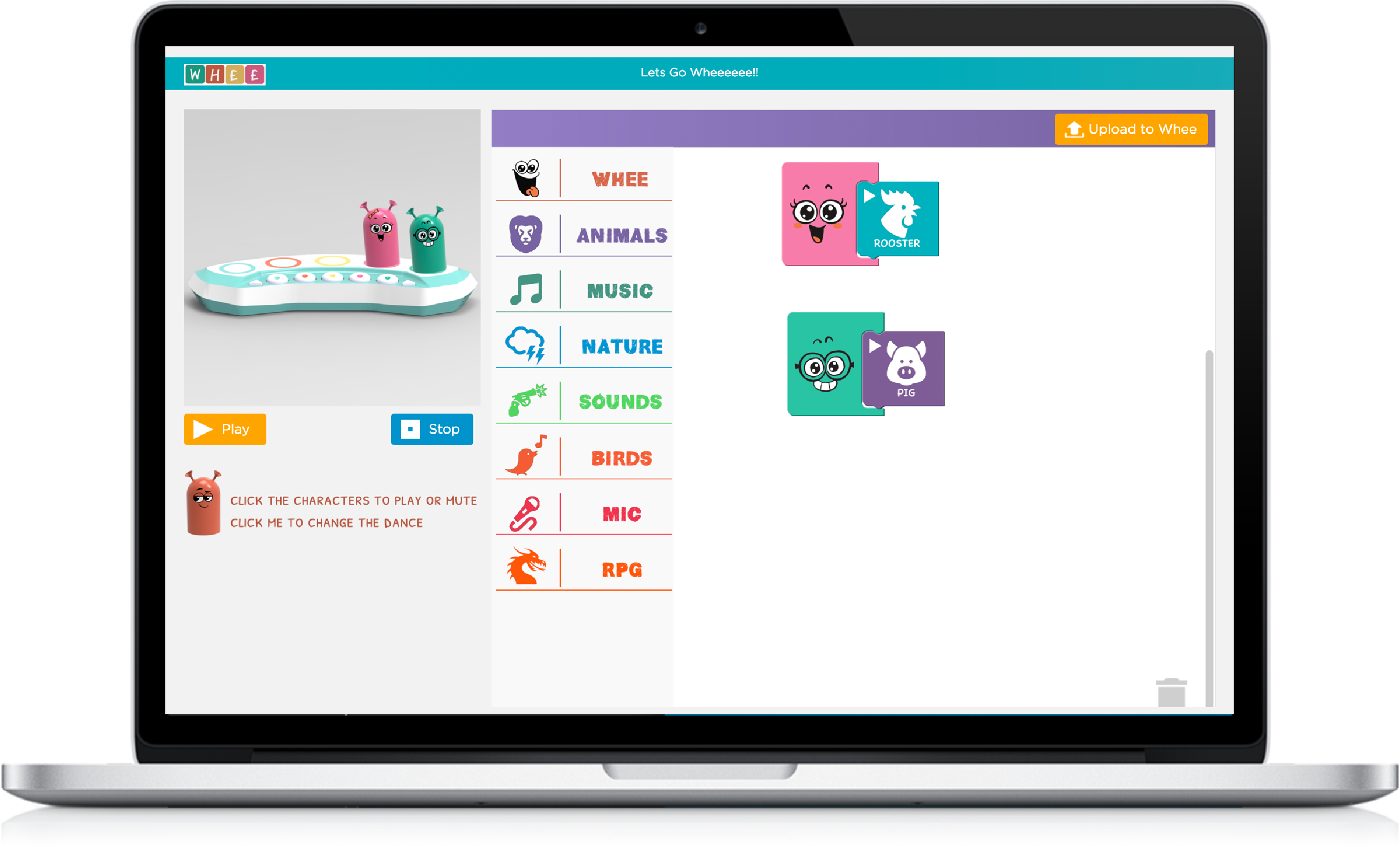 WHEE
Lets Go Wheeeeee!!
Upload to Whee
WHEE
ANIMALS
MUSIC
NATURE
SOUNDS
BIRDS
MIC
RPG
ROOSTER
PIG
Play
Stop
CLICK THE CHARACTERS TO PLAY OR MUTE
CLICK ME TO CHANGE THE DANCE